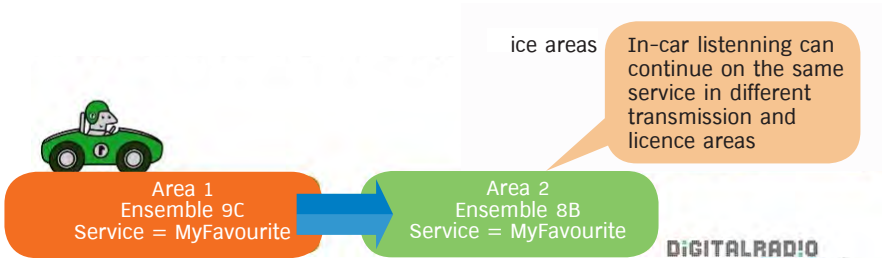 ice areas
In-car listenning can
continue on the same
service in different
transmission and
licence areas
Area 1
Ensemble 9C
Service = MyFavourite
Area 2
Ensemble 8B
Service = MyFavourite
DiGITALRAD!O